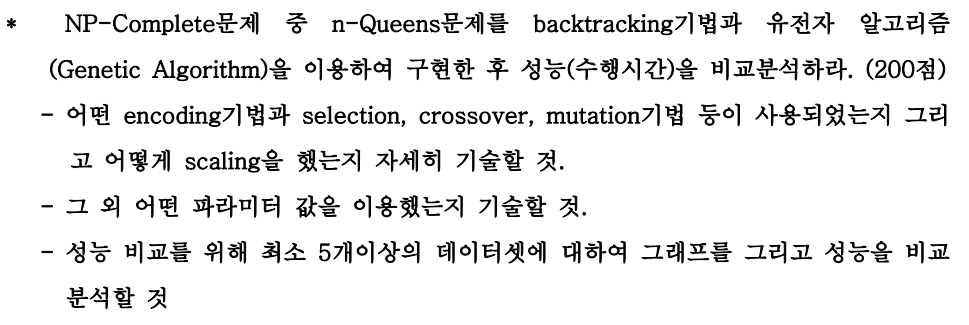 * NP-Complete문제 중 n-Queens문제를 backtracking기법과 유전자 알고리즘
(Genetic Algorithm)을 이용하여 구현한 후 성능(수행시간)을 비교분석하라. (200점)
- 어떤 encoding기법과 selection, crossover, mutation기법 등이 사용되었는지 그리
고 어떻게 scaling을 했는지 자세히 기술할 것.
- 그 외 어떤 파라미터 값을 이용했는지 기술할 것.
- 성능 비교를 위해 최소 5개이상의 데이터셋에 대하여 그래프를 그리고 성능을 비교
분석할 것